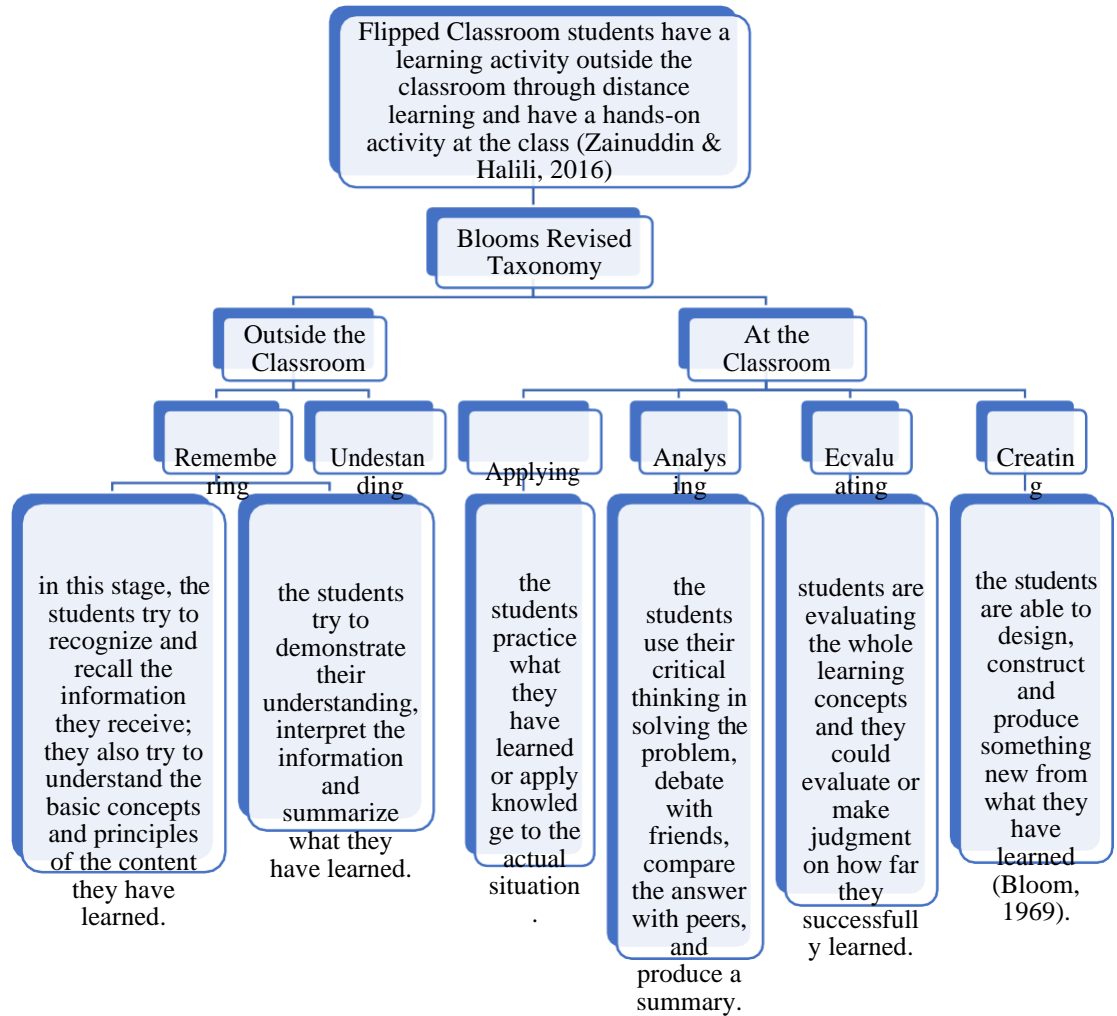 Flipped Classroom students have a
learning activity outside the
classroom through distance
learning and have a hands-on
activity at the class (Zainuddin &
Halili, 2016)
Blooms Revised
Taxonomy
Outside the
Classroom
At the
Classroom
Remembe
ring
Undestan
ding
Applying
Analys
ing
Ecvalu
ating
Creatin
g
in this stage, the
students try to
recognize and
recall the
information
they receive;
they also try to
understand the
basic concepts
and principles
of the content
they have
learned.
the students
try to
demonstrate
their
understanding,
interpret the
information
and
summarize
what they
have learned.
the
students
practice
what
they
have
learned
or apply
knowled
ge to the
actual
situation
.
the
students
use their
critical
thinking in
solving the
problem,
debate
with
friends,
compare
the answer
with peers,
and
produce a
summary.
students are
evaluating
the whole
learning
concepts
and they
could
evaluate or
make
judgment
on how far
they
successfull
y learned.
the students
are able to
design,
construct
and
produce
something
new from
what they
have
learned
(Bloom,
1969).